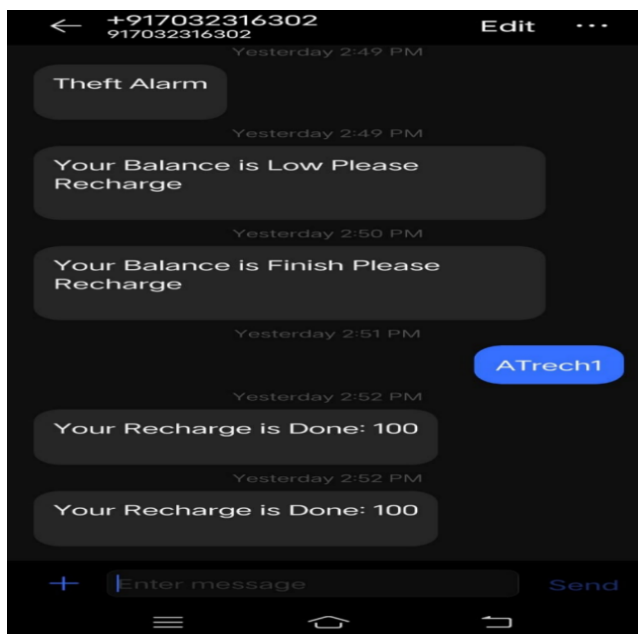 +917032316302
Edit
917032316302
Yesterday 2:49 PM
Theft Alarm
Yesterday 2:49 PM
Your Balance is Low Please
Recharge
Yesterday 2:50 PM
Your Balance is Finish Please
Recharge
Yesterday 2:51 PM
ATrech1
Yesterday 2:52 PM
Your Recharge is Done: 100
Yesterday 2:52 PM
Your Recharge is Done: 100
Enter message
Send